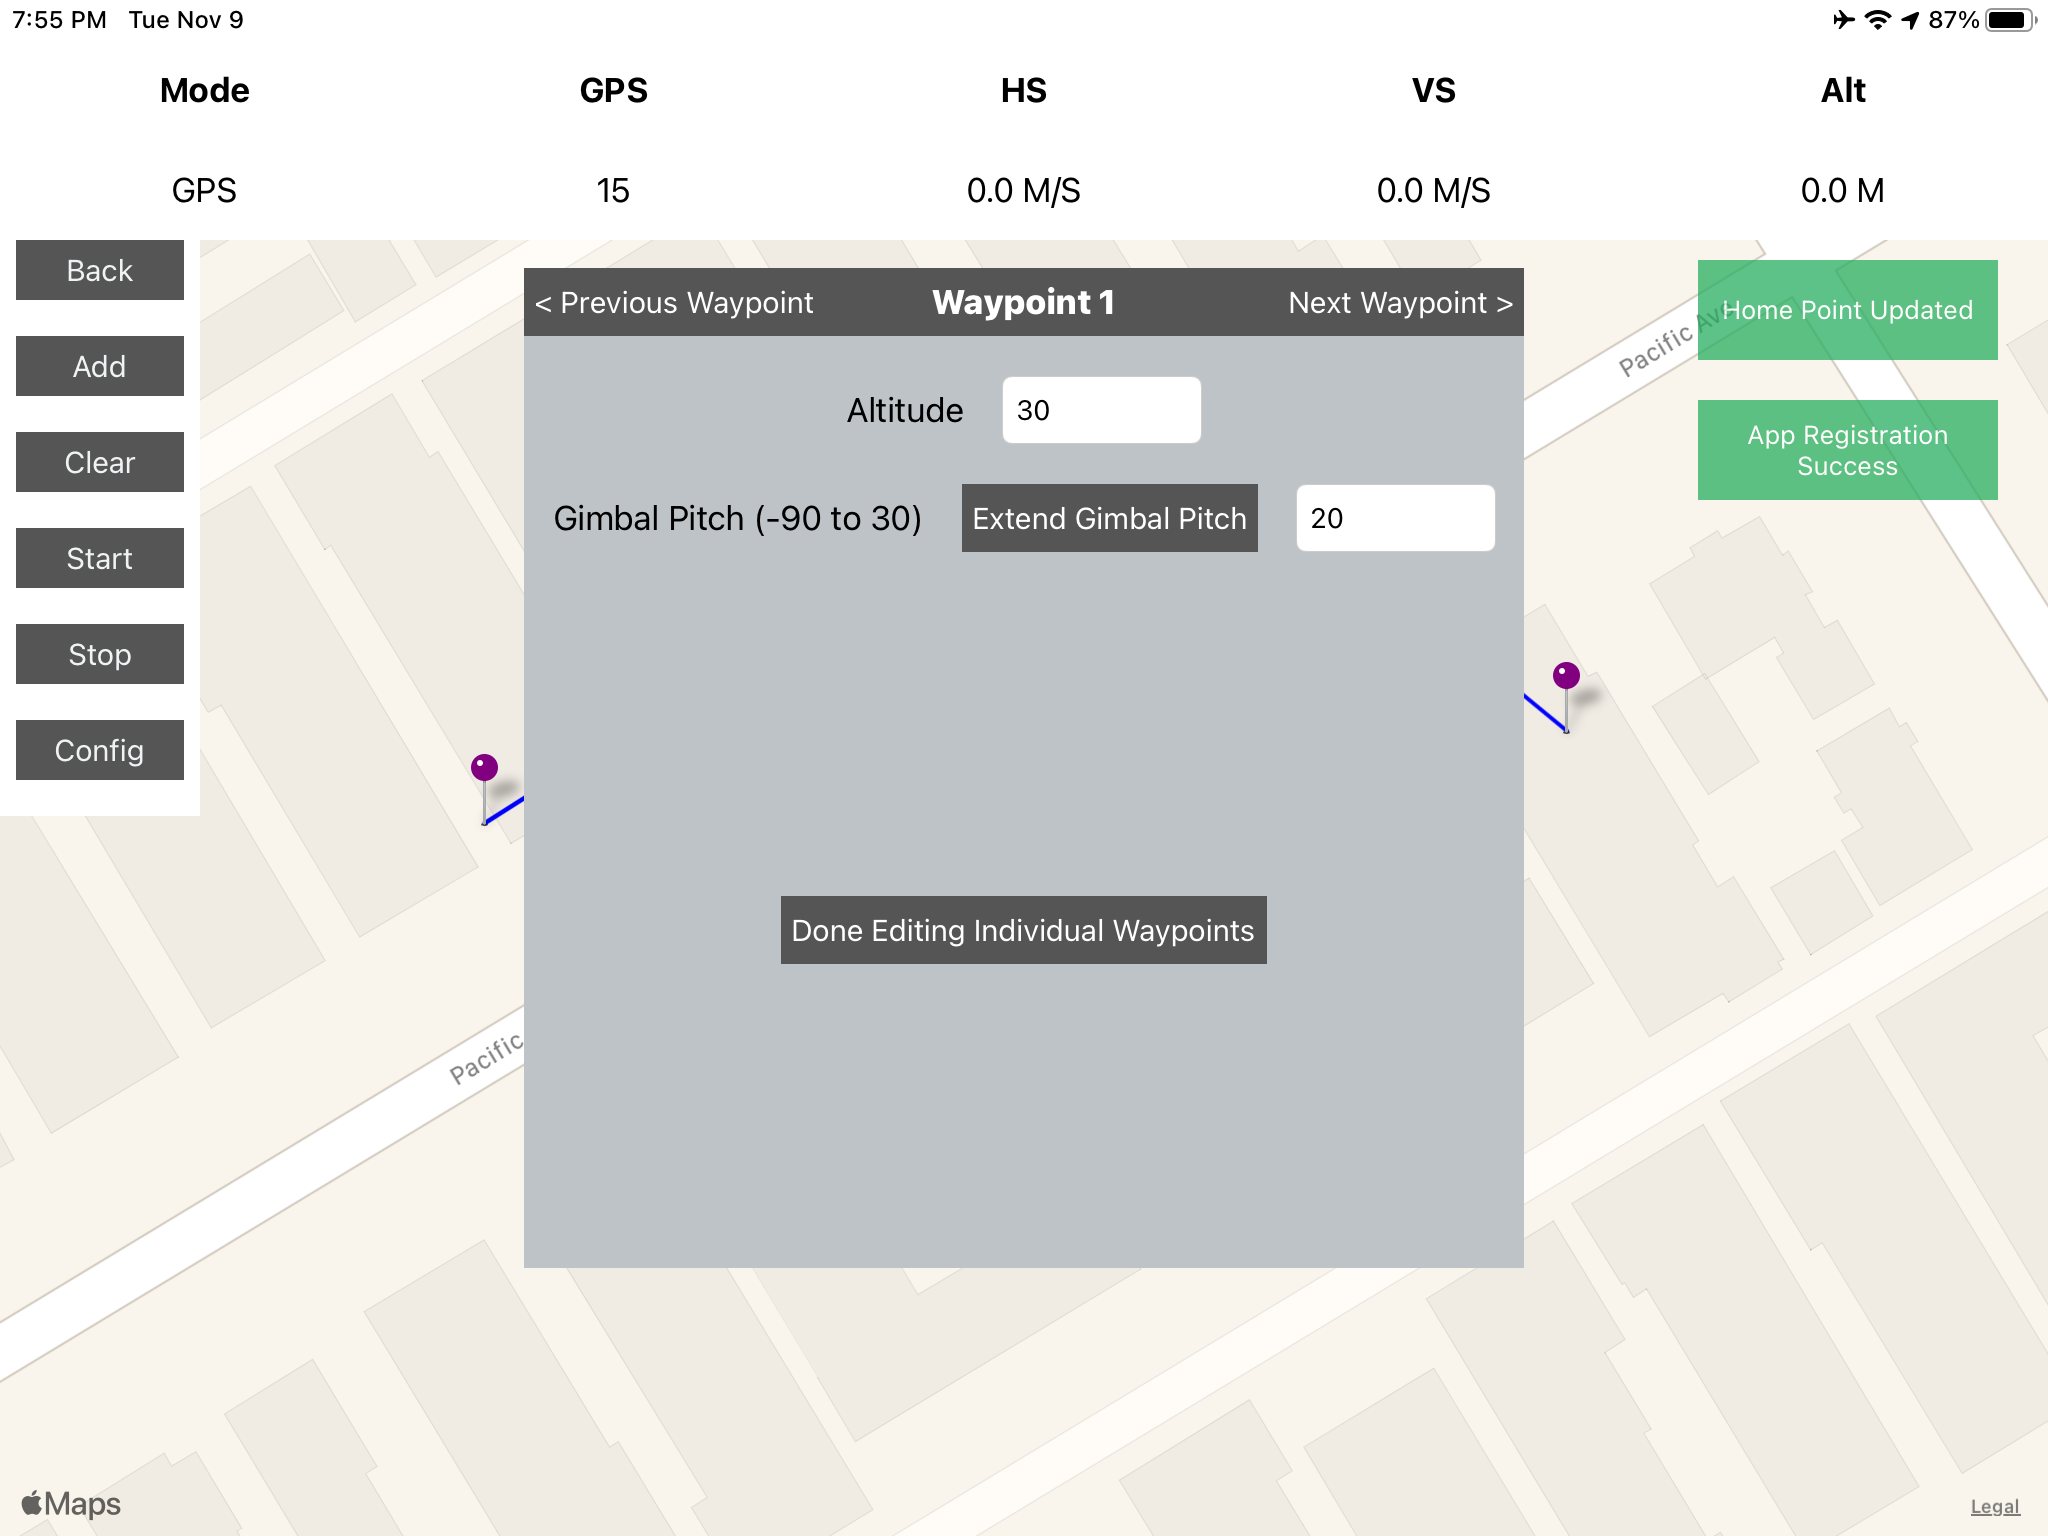 7:55 PM Tue Nov 9
87%
Mode GPS HS VS Alt
GPS 15 0.0 M/S 0.0 M/S 0.0 M
Back
Add
Clear
Start
Stop
Config
< Previous Waypoint Waypoint 1 Next Waypoint >
Altitude 30
Gimbal Pitch (-90 to 30) Extend Gimbal Pitch 20
Done Editing Individual Waypoints
Home Point Updated
App Registration
Success
Pacific Ave
Pacific
Maps
Legal